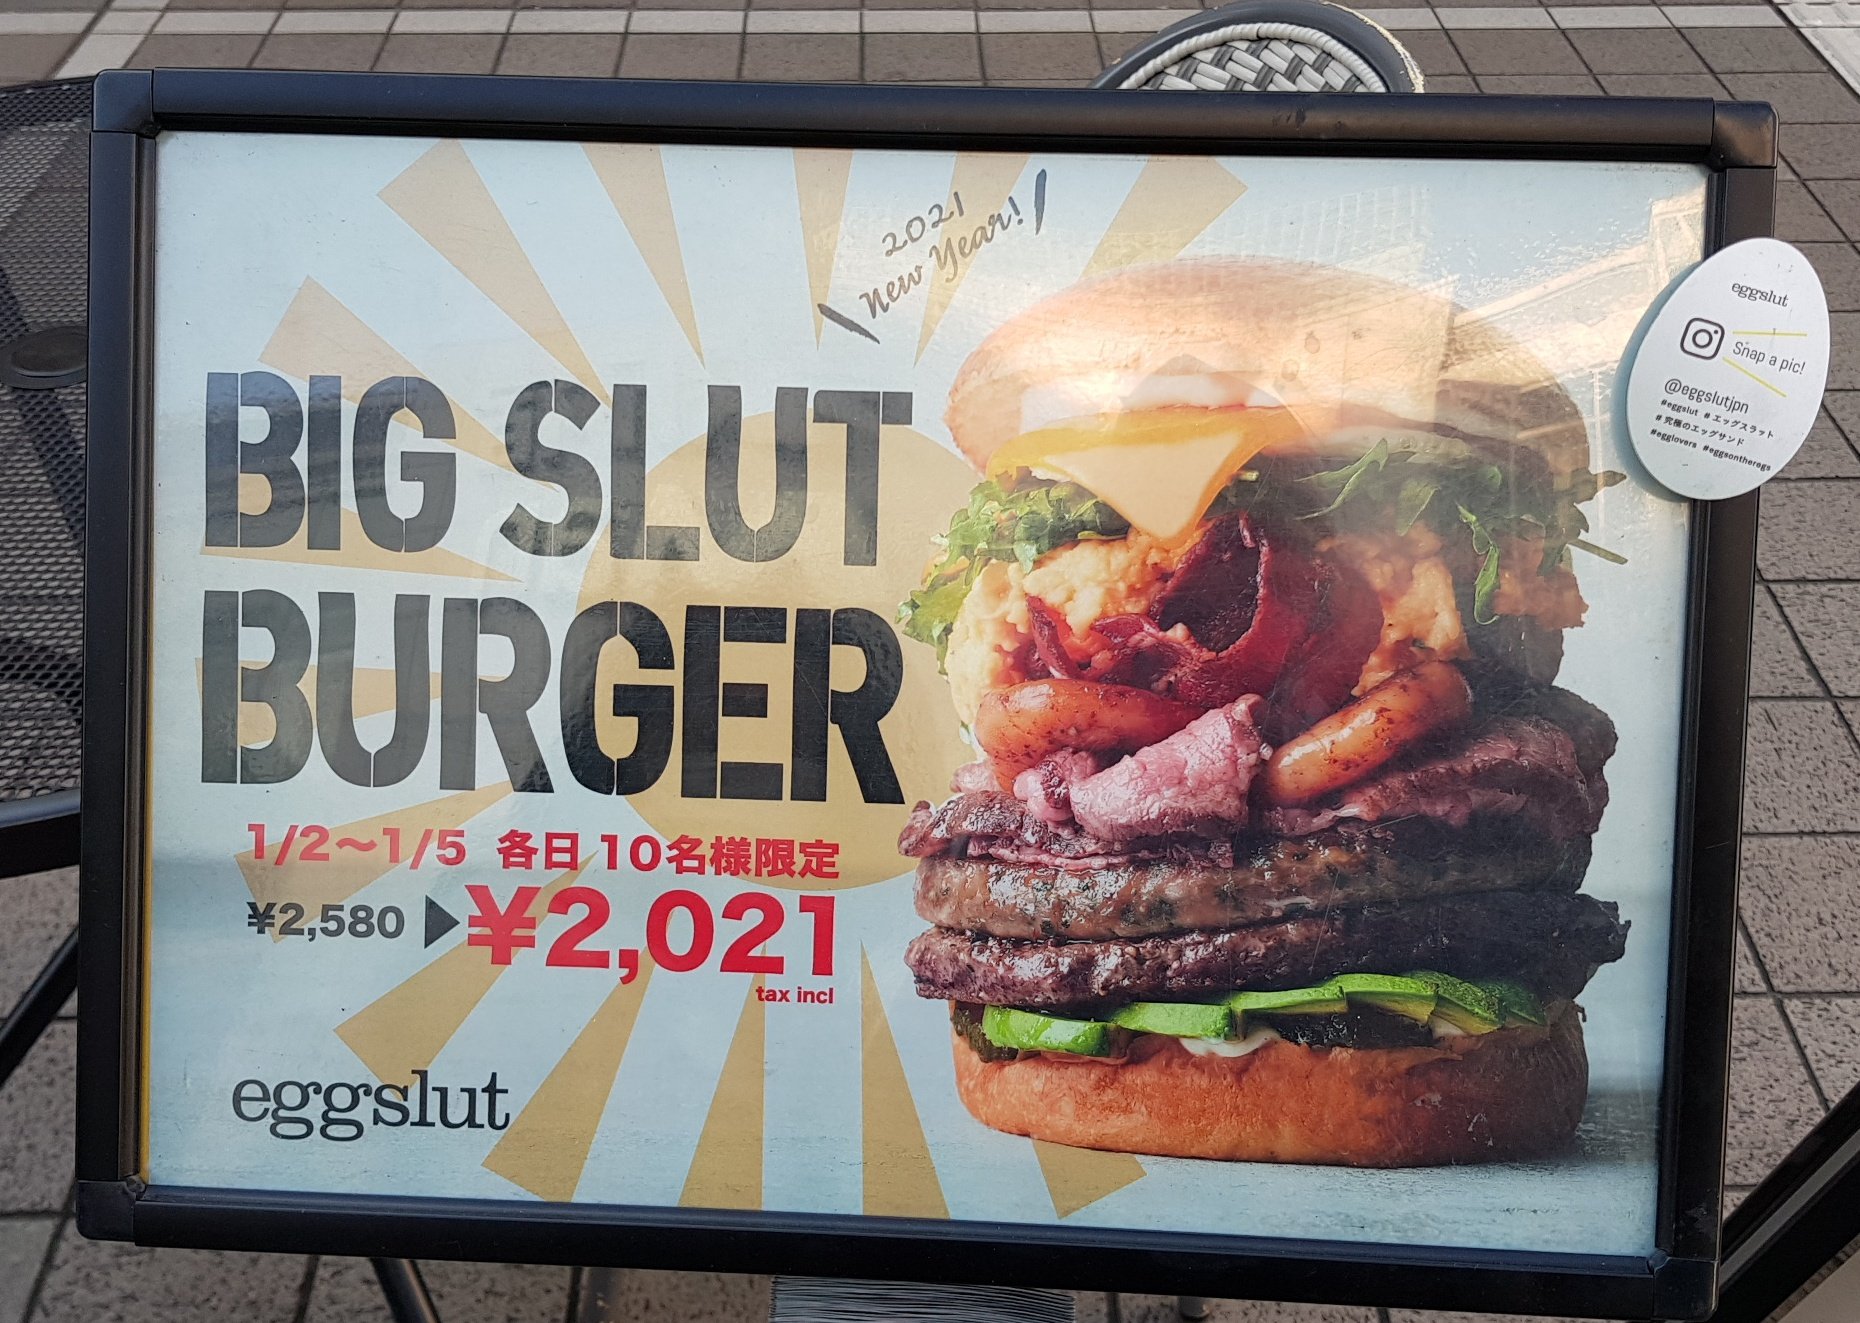 2021
New Year!
BIG SLUT
BURGER
1/2～1/5 各日10名様限定
¥2,580▶¥2,021
tax incl
eggslut
eggslut
Snap a pic!
@eggslutjpn
#eggslut #エッグスラット
#究極のエッグサンド
#egglovers #eggsontheregs